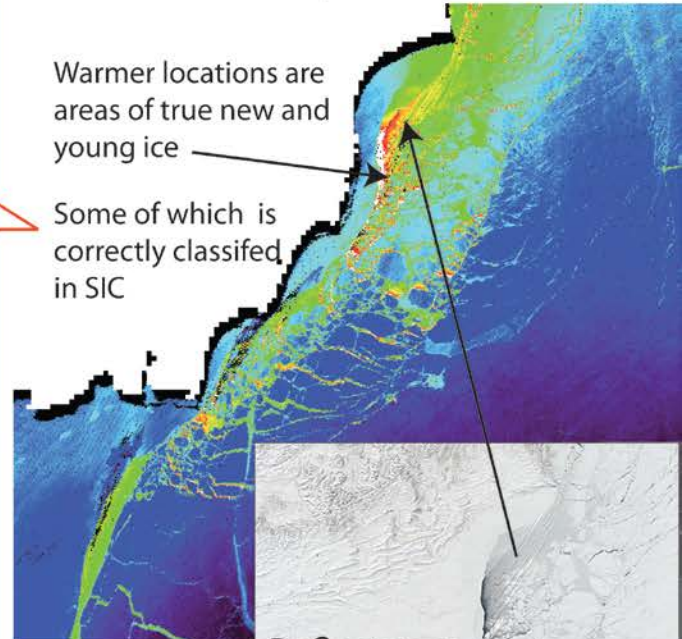 Warmer locations are
areas of true new and
young ice
Some of which is
correctly classifed
in SIC